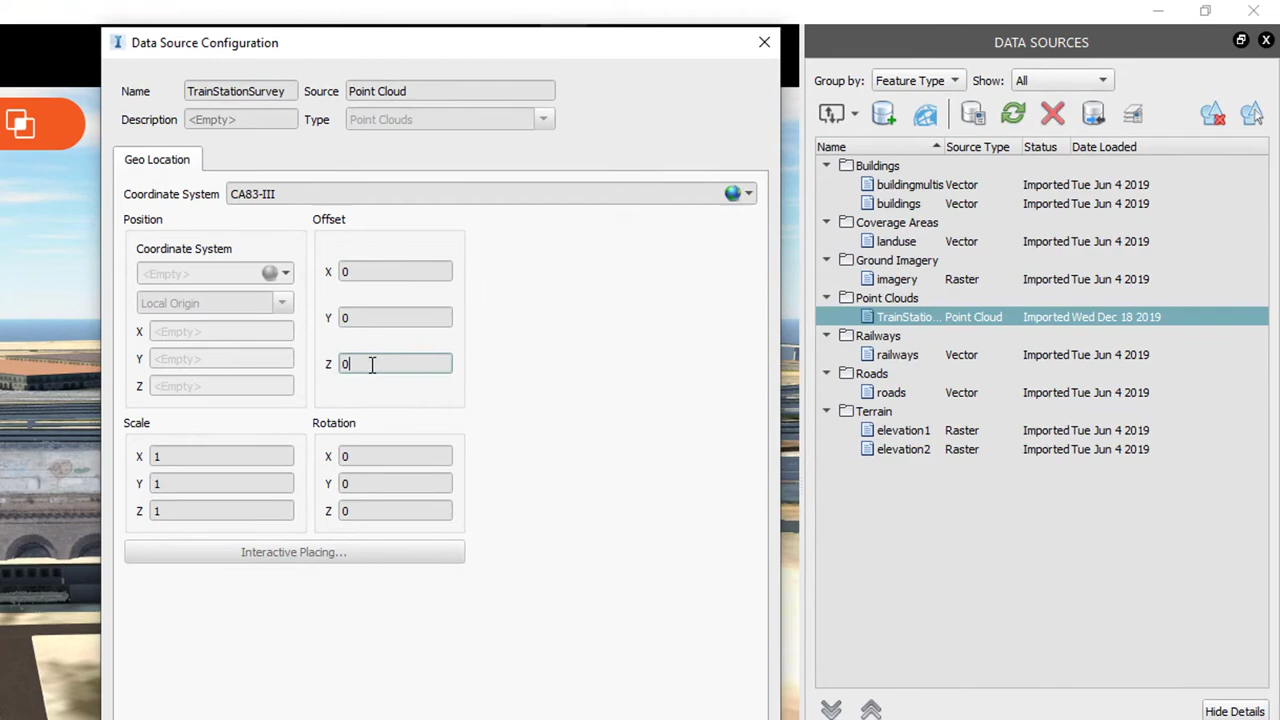 Data Source Configuration
Name TrainStationSurvey Source Point Cloud
Description <Empty> Type Point Clouds
Geo Location
Coordinate System CA83-III
Position Offset
Coordinate System
<Empty>
X 0
Local Origin
Y 0
X <Empty>
Y <Empty>
Z 0
Z <Empty>
Scale Rotation
X 1 X 0
Y 1 Y 0
Z 1 Z 0
Interactive Placing...
DATA SOURCES
Group by: Feature Type Show: All
Name Source Type Status Date Loaded
Buildings
buildingmultis Vector Imported Tue Jun 4 2019
buildings Vector Imported Tue Jun 4 2019
Coverage Areas
landuse Vector Imported Tue Jun 4 2019
Ground Imagery
imagery Raster Imported Tue Jun 4 2019
Point Clouds
TrainStatio... Point Cloud Imported Wed Dec 18 2019
Railways
railways Vector Imported Tue Jun 4 2019
Roads
roads Vector Imported Tue Jun 4 2019
Terrain
elevation1 Raster Imported Tue Jun 4 2019
elevation2 Raster Imported Tue Jun 4 2019
Hide Details